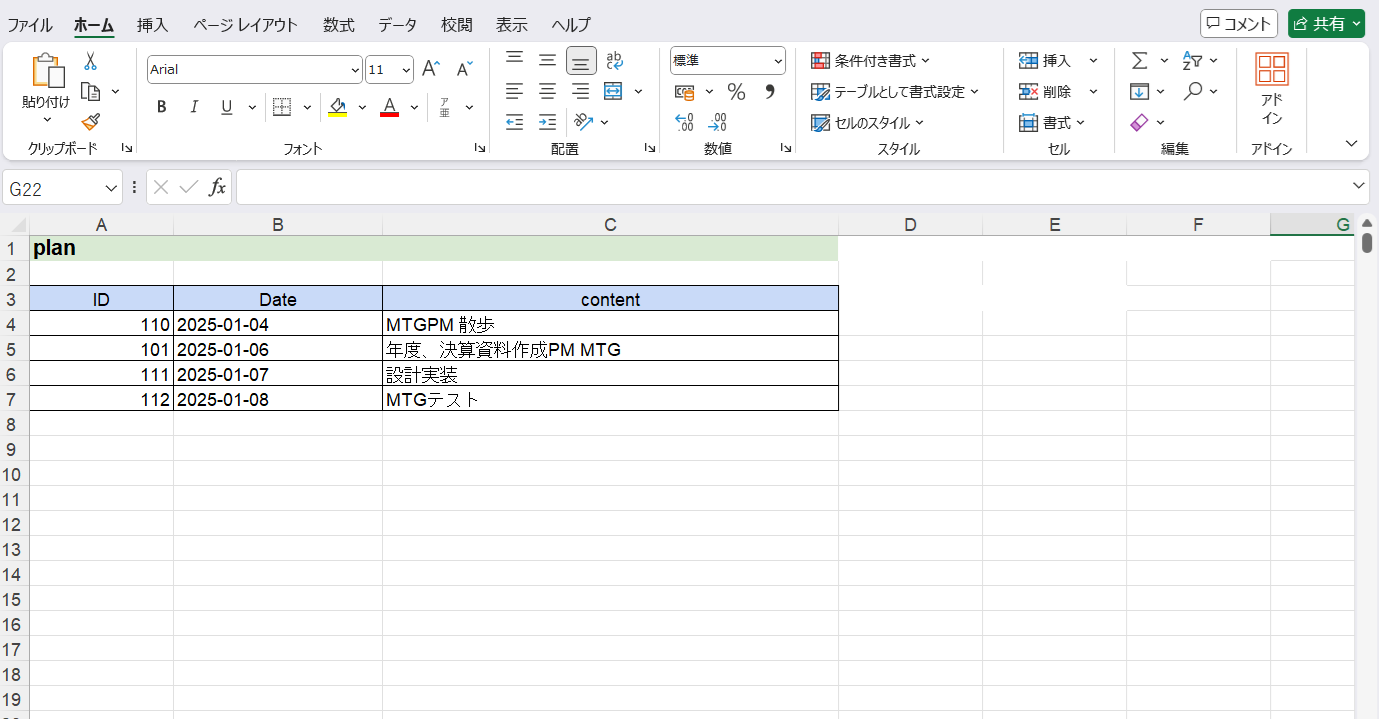 ファイル ホーム 挿入 ページ レイアウト 数式 データ 校閲 表示 ヘルプ コメント 共有
貼り付け
クリップボード
Arial 11
B I U A ア亜
フォント
ab
配置
標準
% 9
.00 .00
数値
条件付き書式
テーブルとして書式設定
セルのスタイル
スタイル
挿入
削除
書式
セル
Σ
編集
アド
イン
アドイン
G22 fx
A B C D E F G
1 plan
2
3 ID Date content
4 110 2025-01-04 MTGPM 散歩
5 101 2025-01-06 年度、決算資料作成PM MTG
6 111 2025-01-07 設計実装
7 112 2025-01-08 MTGテスト
8
9
10
11
12
13
14
15
16
17
18
19